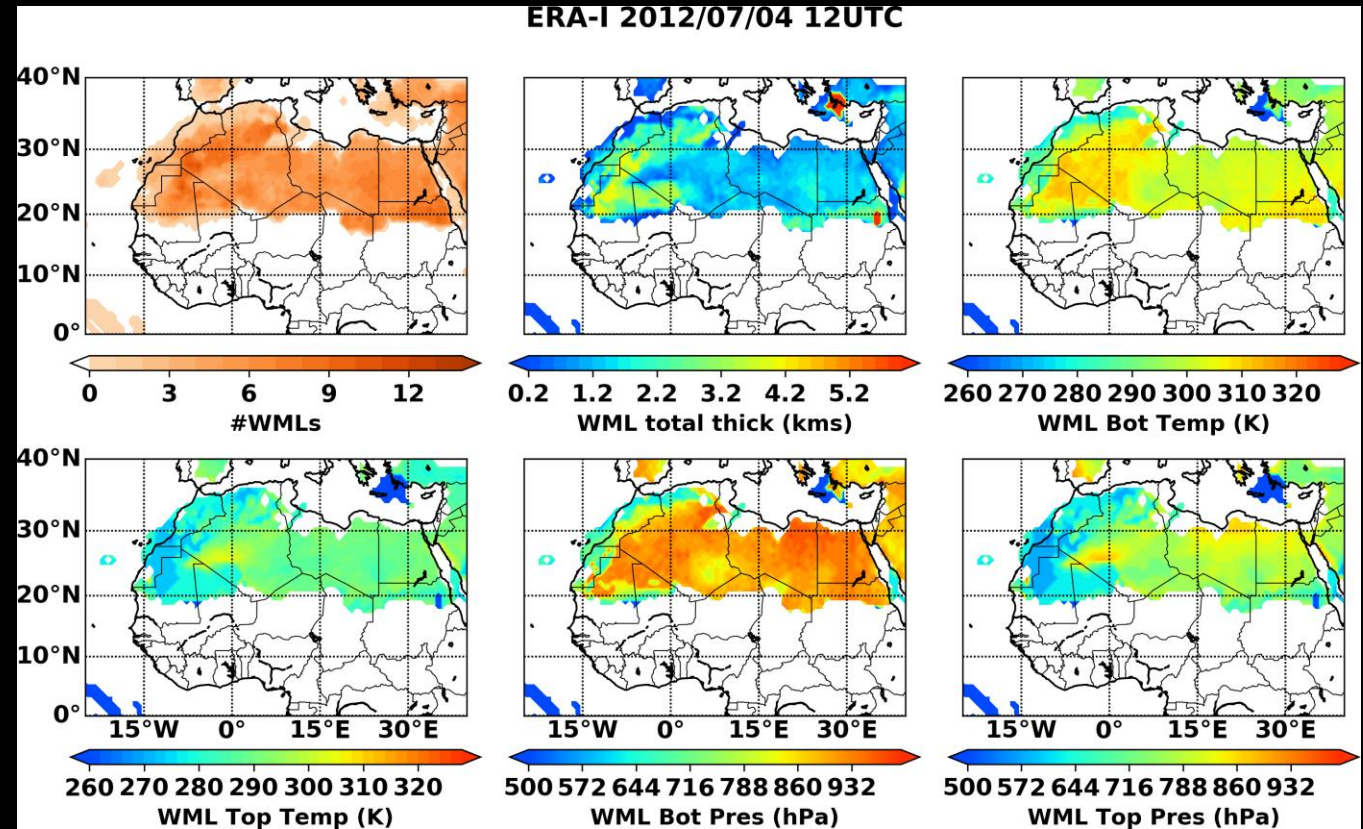 ERA-I 2012/07/04 12UTC
40°N
30°N
20°N
10°N
0°
0 3 6 9 12
#WMLs
0.2 1.2 2.2 3.2 4.2 5.2
WML total thick (kms)
260 270 280 290 300 310 320
WML Bot Temp (K)
40°N
30°N
20°N
10°N
0°
15°W 0° 15°E 30°E
15°W 0° 15°E 30°E
15°W 0° 15°E 30°E
260 270 280 290 300 310 320
WML Top Temp (K)
500 572 644 716 788 860 932
WML Bot Pres (hPa)
500 572 644 716 788 860 932
WML Top Pres (hPa)